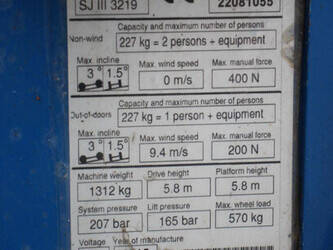 SJ III 3219 22081055
Capacity and maximum number of persons
Non-wind 227 kg = 2 persons + equipment
Max. incline Max. wind speed Max. manual force
3° 1.5° 0 m/s 400 N
Capacity and maximum number of persons
Out-of-doors 227 kg = 1 person + equipment
Max. incline Max. wind speed Max. manual force
3° 1.5° 9.4 m/s 200 N
Machine weight Drive height Platform height
1312 kg 5.8 m 5.8 m
System pressure Lift pressure Max. wheel load
207 bar 165 bar 570 kg
Voltage Year of manufacture